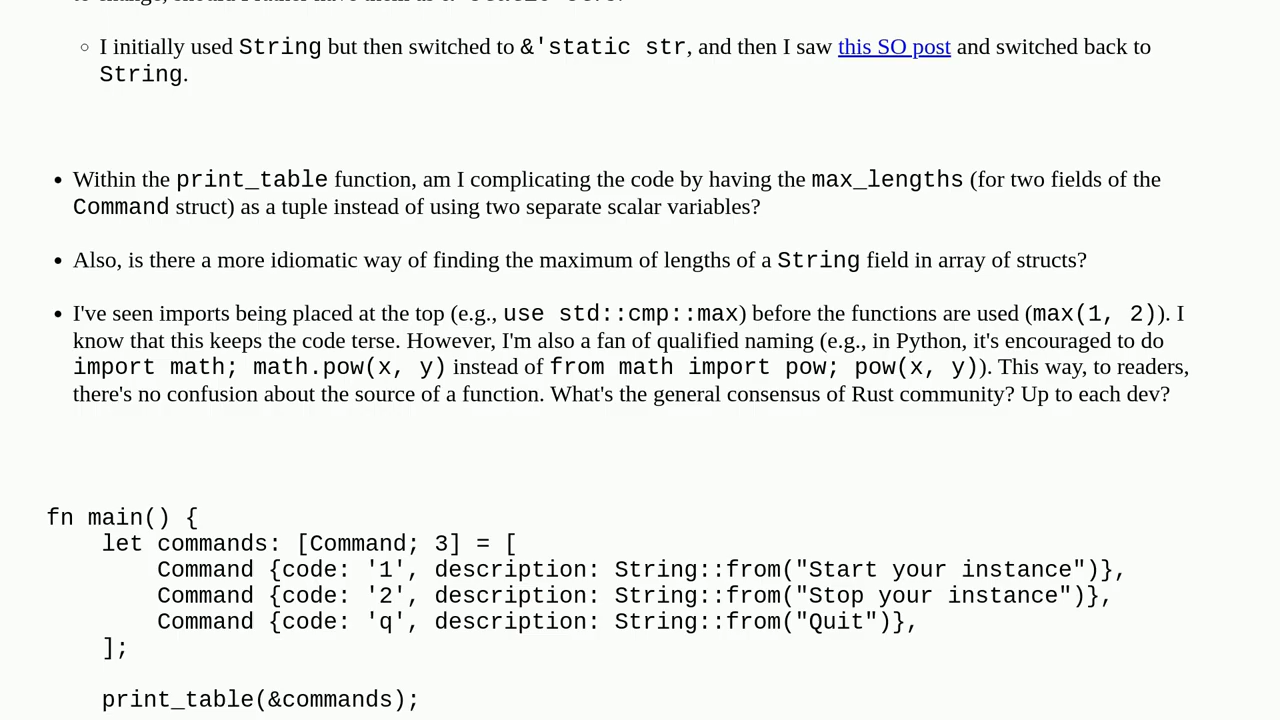 I initially used String but then switched to &'static str, and then I saw this SO post and switched back to
String.
Within the print_table function, am I complicating the code by having the max_lengths (for two fields of the
Command struct) as a tuple instead of using two separate scalar variables?
Also, is there a more idiomatic way of finding the maximum of lengths of a String field in array of structs?
I've seen imports being placed at the top (e.g., use std::cmp::max) before the functions are used (max(1, 2)). I
know that this keeps the code terse. However, I'm also a fan of qualified naming (e.g., in Python, it's encouraged to do
import math; math.pow(x, y) instead of from math import pow; pow(x, y)). This way, to readers,
there's no confusion about the source of a function. What's the general consensus of Rust community? Up to each dev?
fn main() {
    let commands: [Command; 3] = [
        Command {code: '1', description: String::from("Start your instance")},
        Command {code: '2', description: String::from("Stop your instance")},
        Command {code: 'q', description: String::from("Quit")},
    ];
    print_table(&commands);